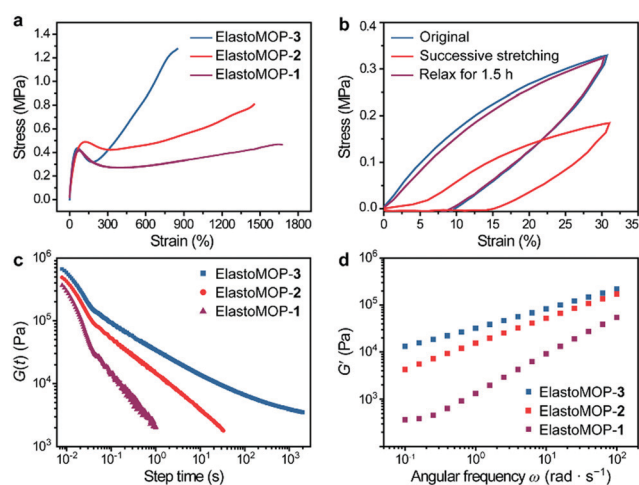 a
ElastoMOP-3
ElastoMOP-2
ElastoMOP-1
1.4
1.2
1.0
0.8
0.6
0.4
0.2
0.0
Stress (MPa)
0 300 600 900 1200 1500 1800
Strain (%)
b
Original
Successive stretching
Relax for 1.5 h
0.4
0.3
0.2
0.1
0.0
Stress (MPa)
0 5 10 15 20 25 30 35
Strain (%)
c
ElastoMOP-3
ElastoMOP-2
ElastoMOP-1
10⁶
10⁵
10⁴
10³
G(t) (Pa)
10⁻² 10⁻¹ 10⁰ 10¹ 10² 10³
Step time (s)
d
10⁶
10⁵
10⁴
10³
G' (Pa)
ElastoMOP-3
ElastoMOP-2
ElastoMOP-1
10⁻¹ 10⁰ 10¹ 10²
Angular frequency ω (rad · s⁻¹)